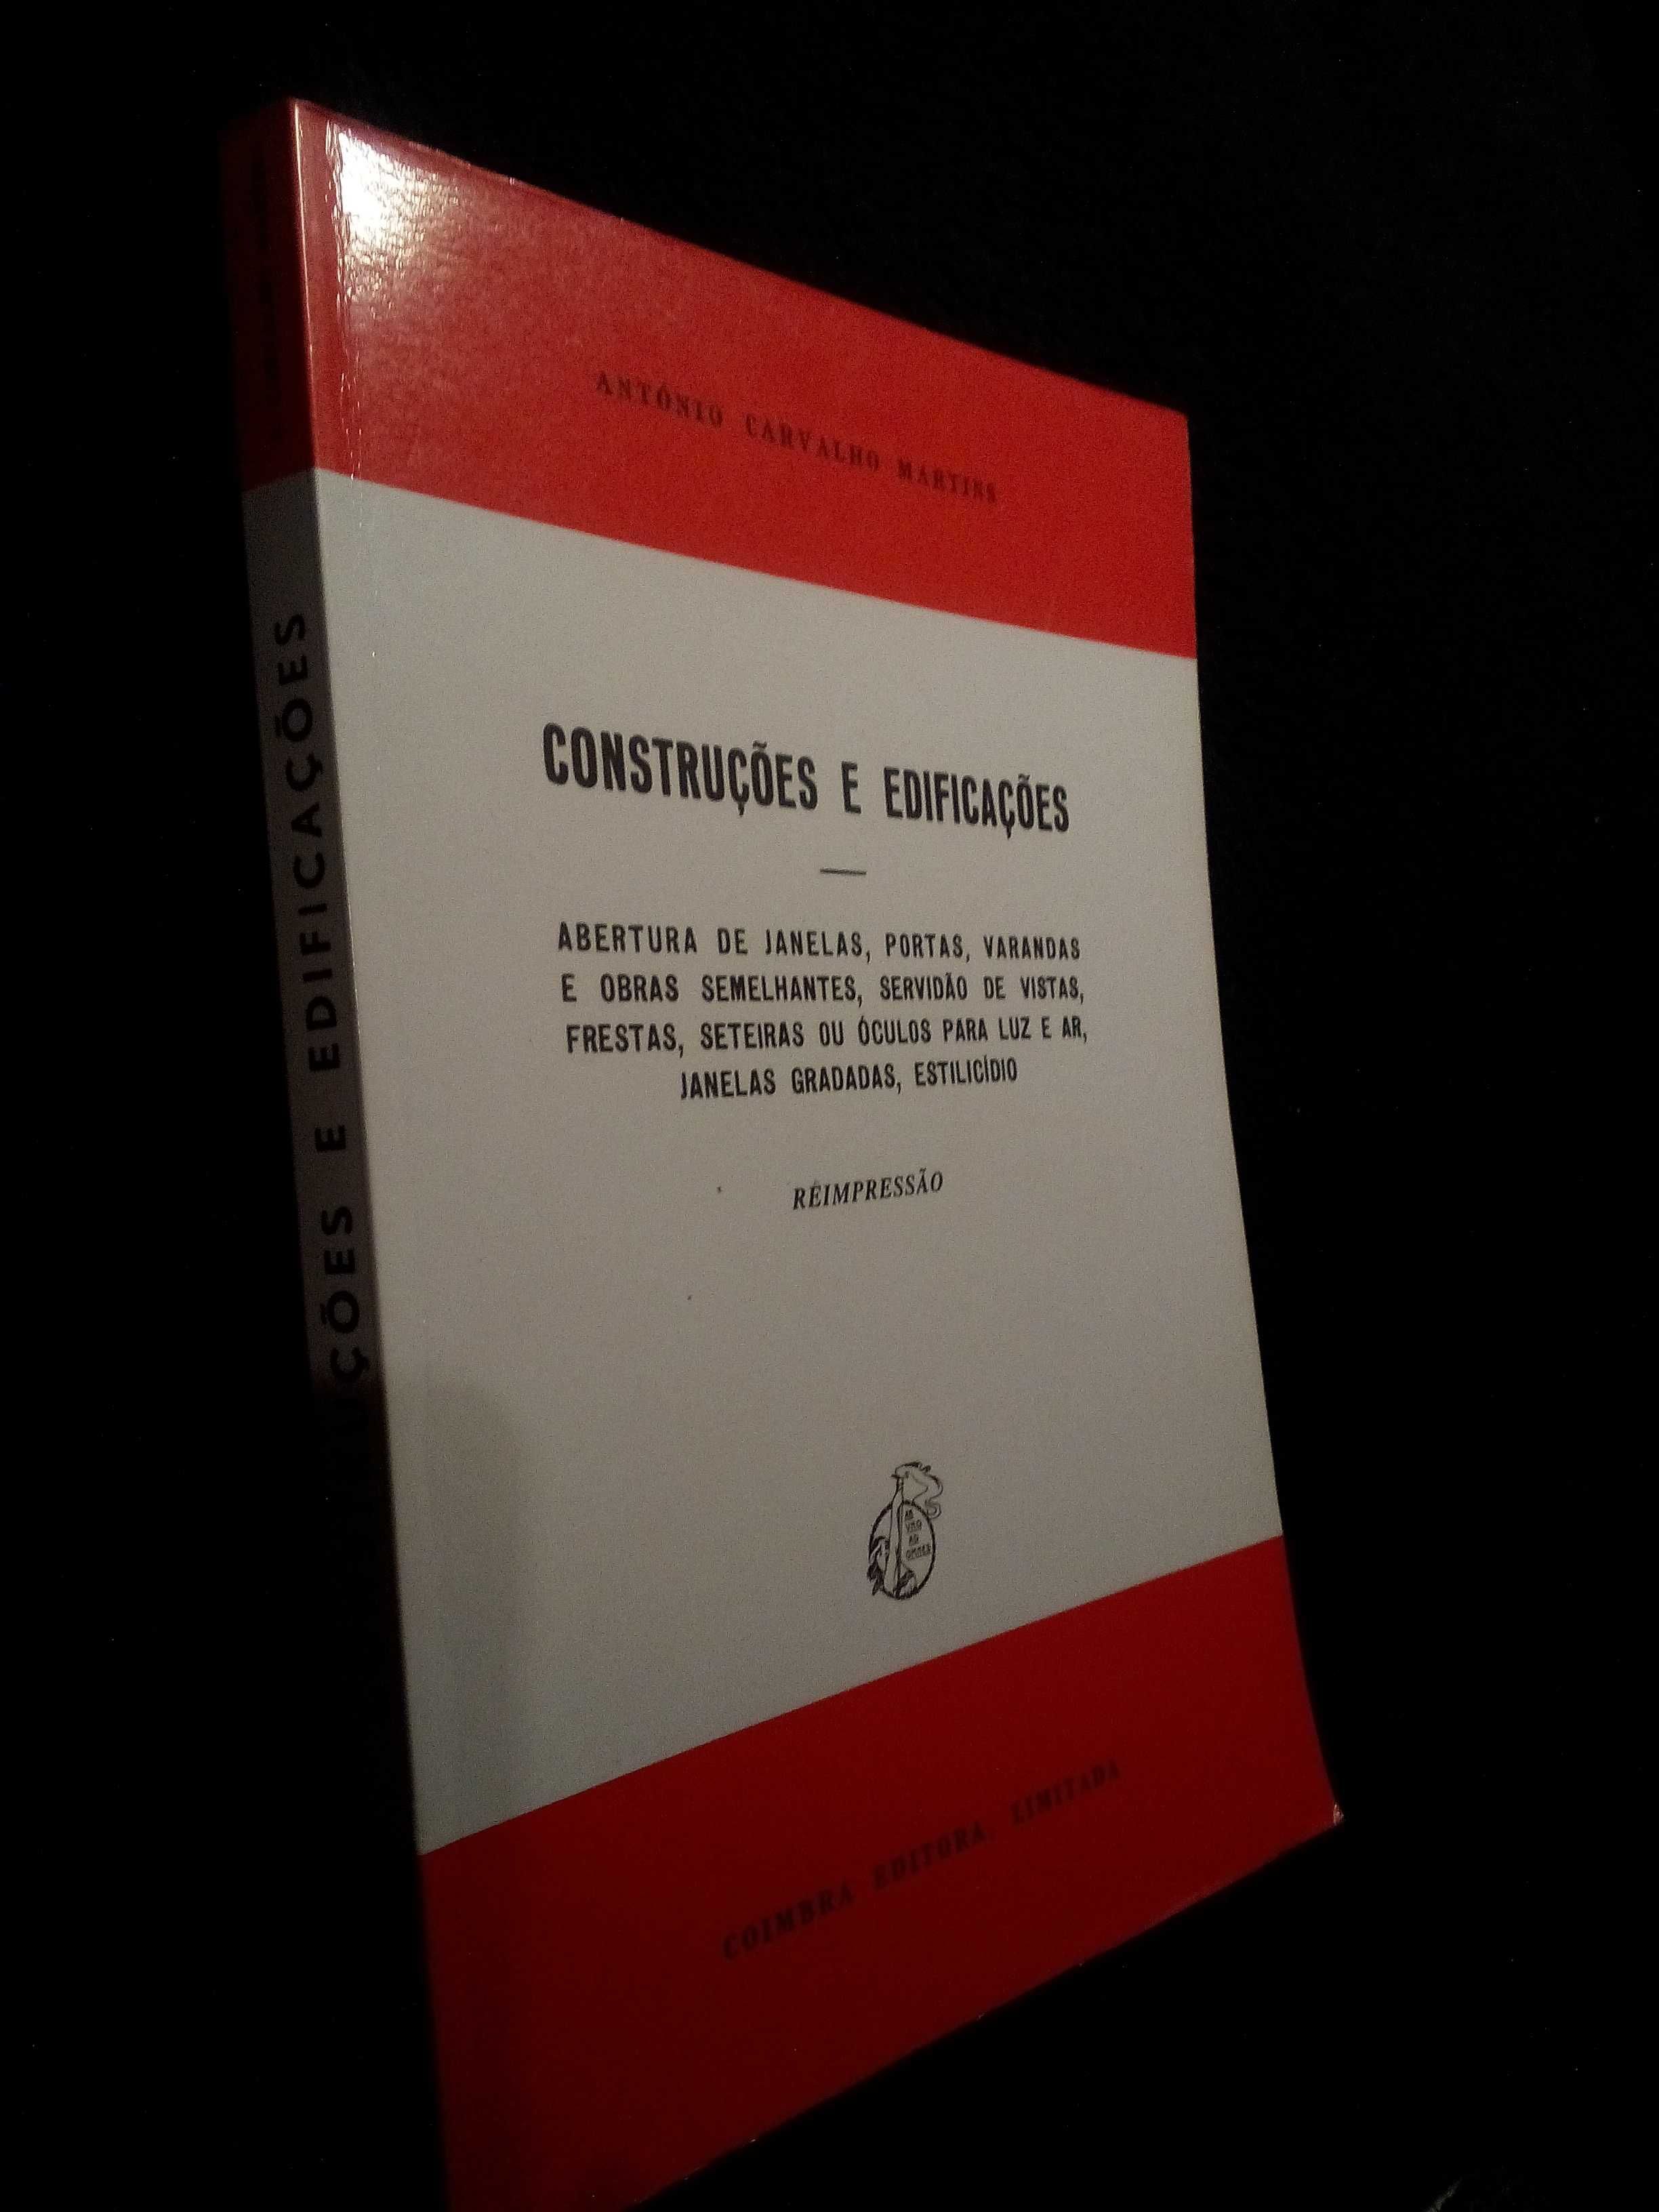 ANTÓNIO CARVALHO MARTINS
CONSTRUÇÕES E EDIFICAÇÕES
ABERTURA DE JANELAS, PORTAS, VARANDAS
E OBRAS SEMELHANTES, SERVIDÃO DE VISTAS,
FRESTAS, SETEIRAS OU ÓCULOS PARA LUZ E AR,
JANELAS GRADADAS, ESTILICÍDIO
REIMPRESSÃO
COIMBRA EDITORA, LIMITADA
ÇÕES E EDIFICAÇÕES